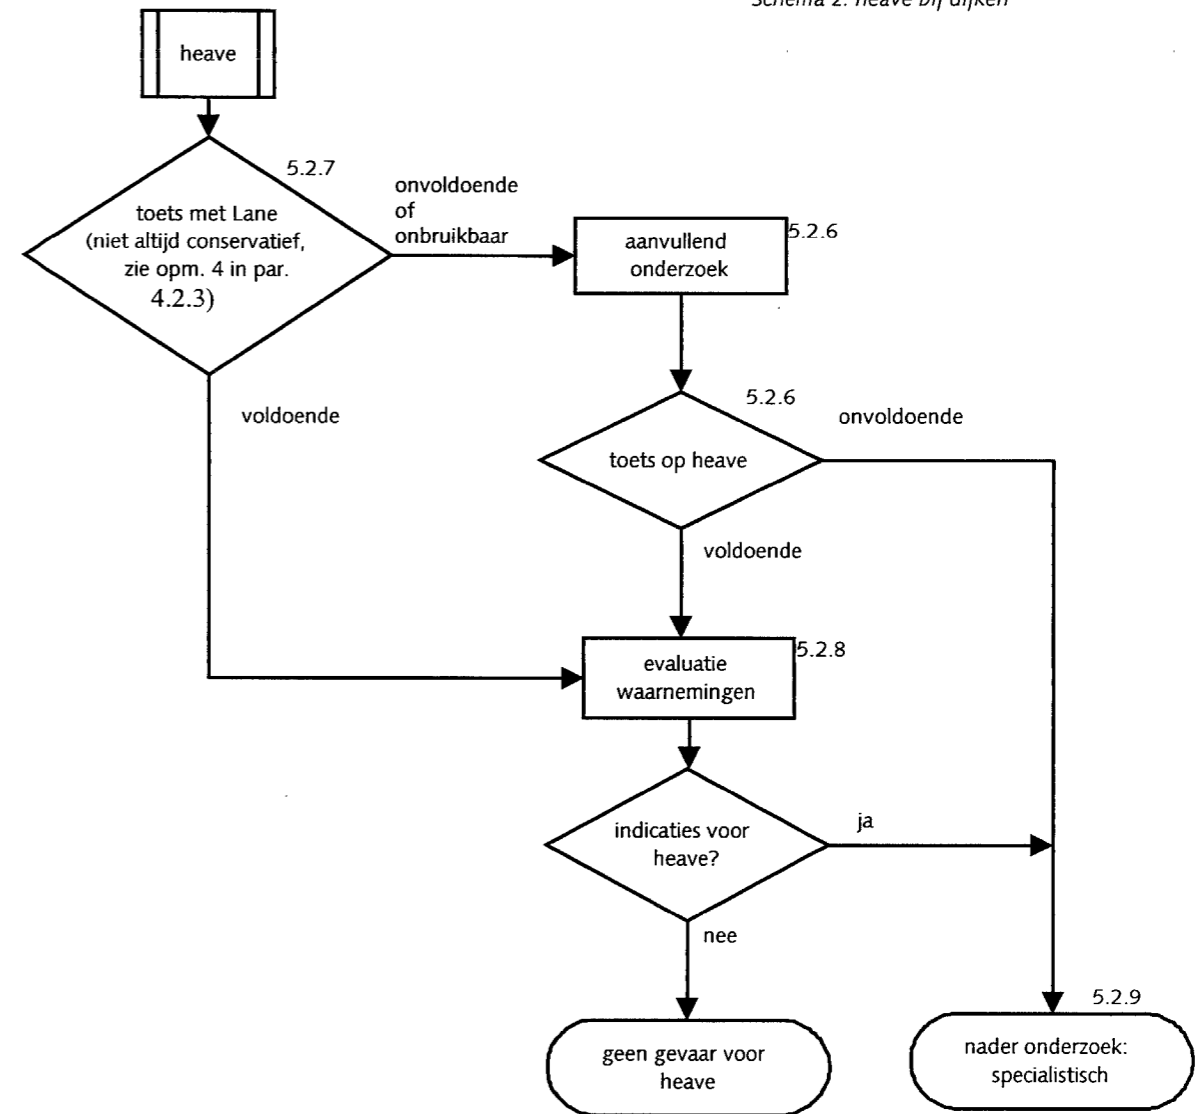 Schema 2: heave bij dijken
heave
5.2.7
toets met Lane
(niet altijd conservatief,
zie opm. 4 in par.
4.2.3)
onvoldoende
of
onbruikbaar
5.2.6
aanvullend
onderzoek
voldoende
5.2.6
onvoldoende
toets op heave
voldoende
5.2.8
evaluatie
waarnemingen
indicaties voor
heave?
ja
nee
5.2.9
geen gevaar voor
heave
nader onderzoek:
specialistisch